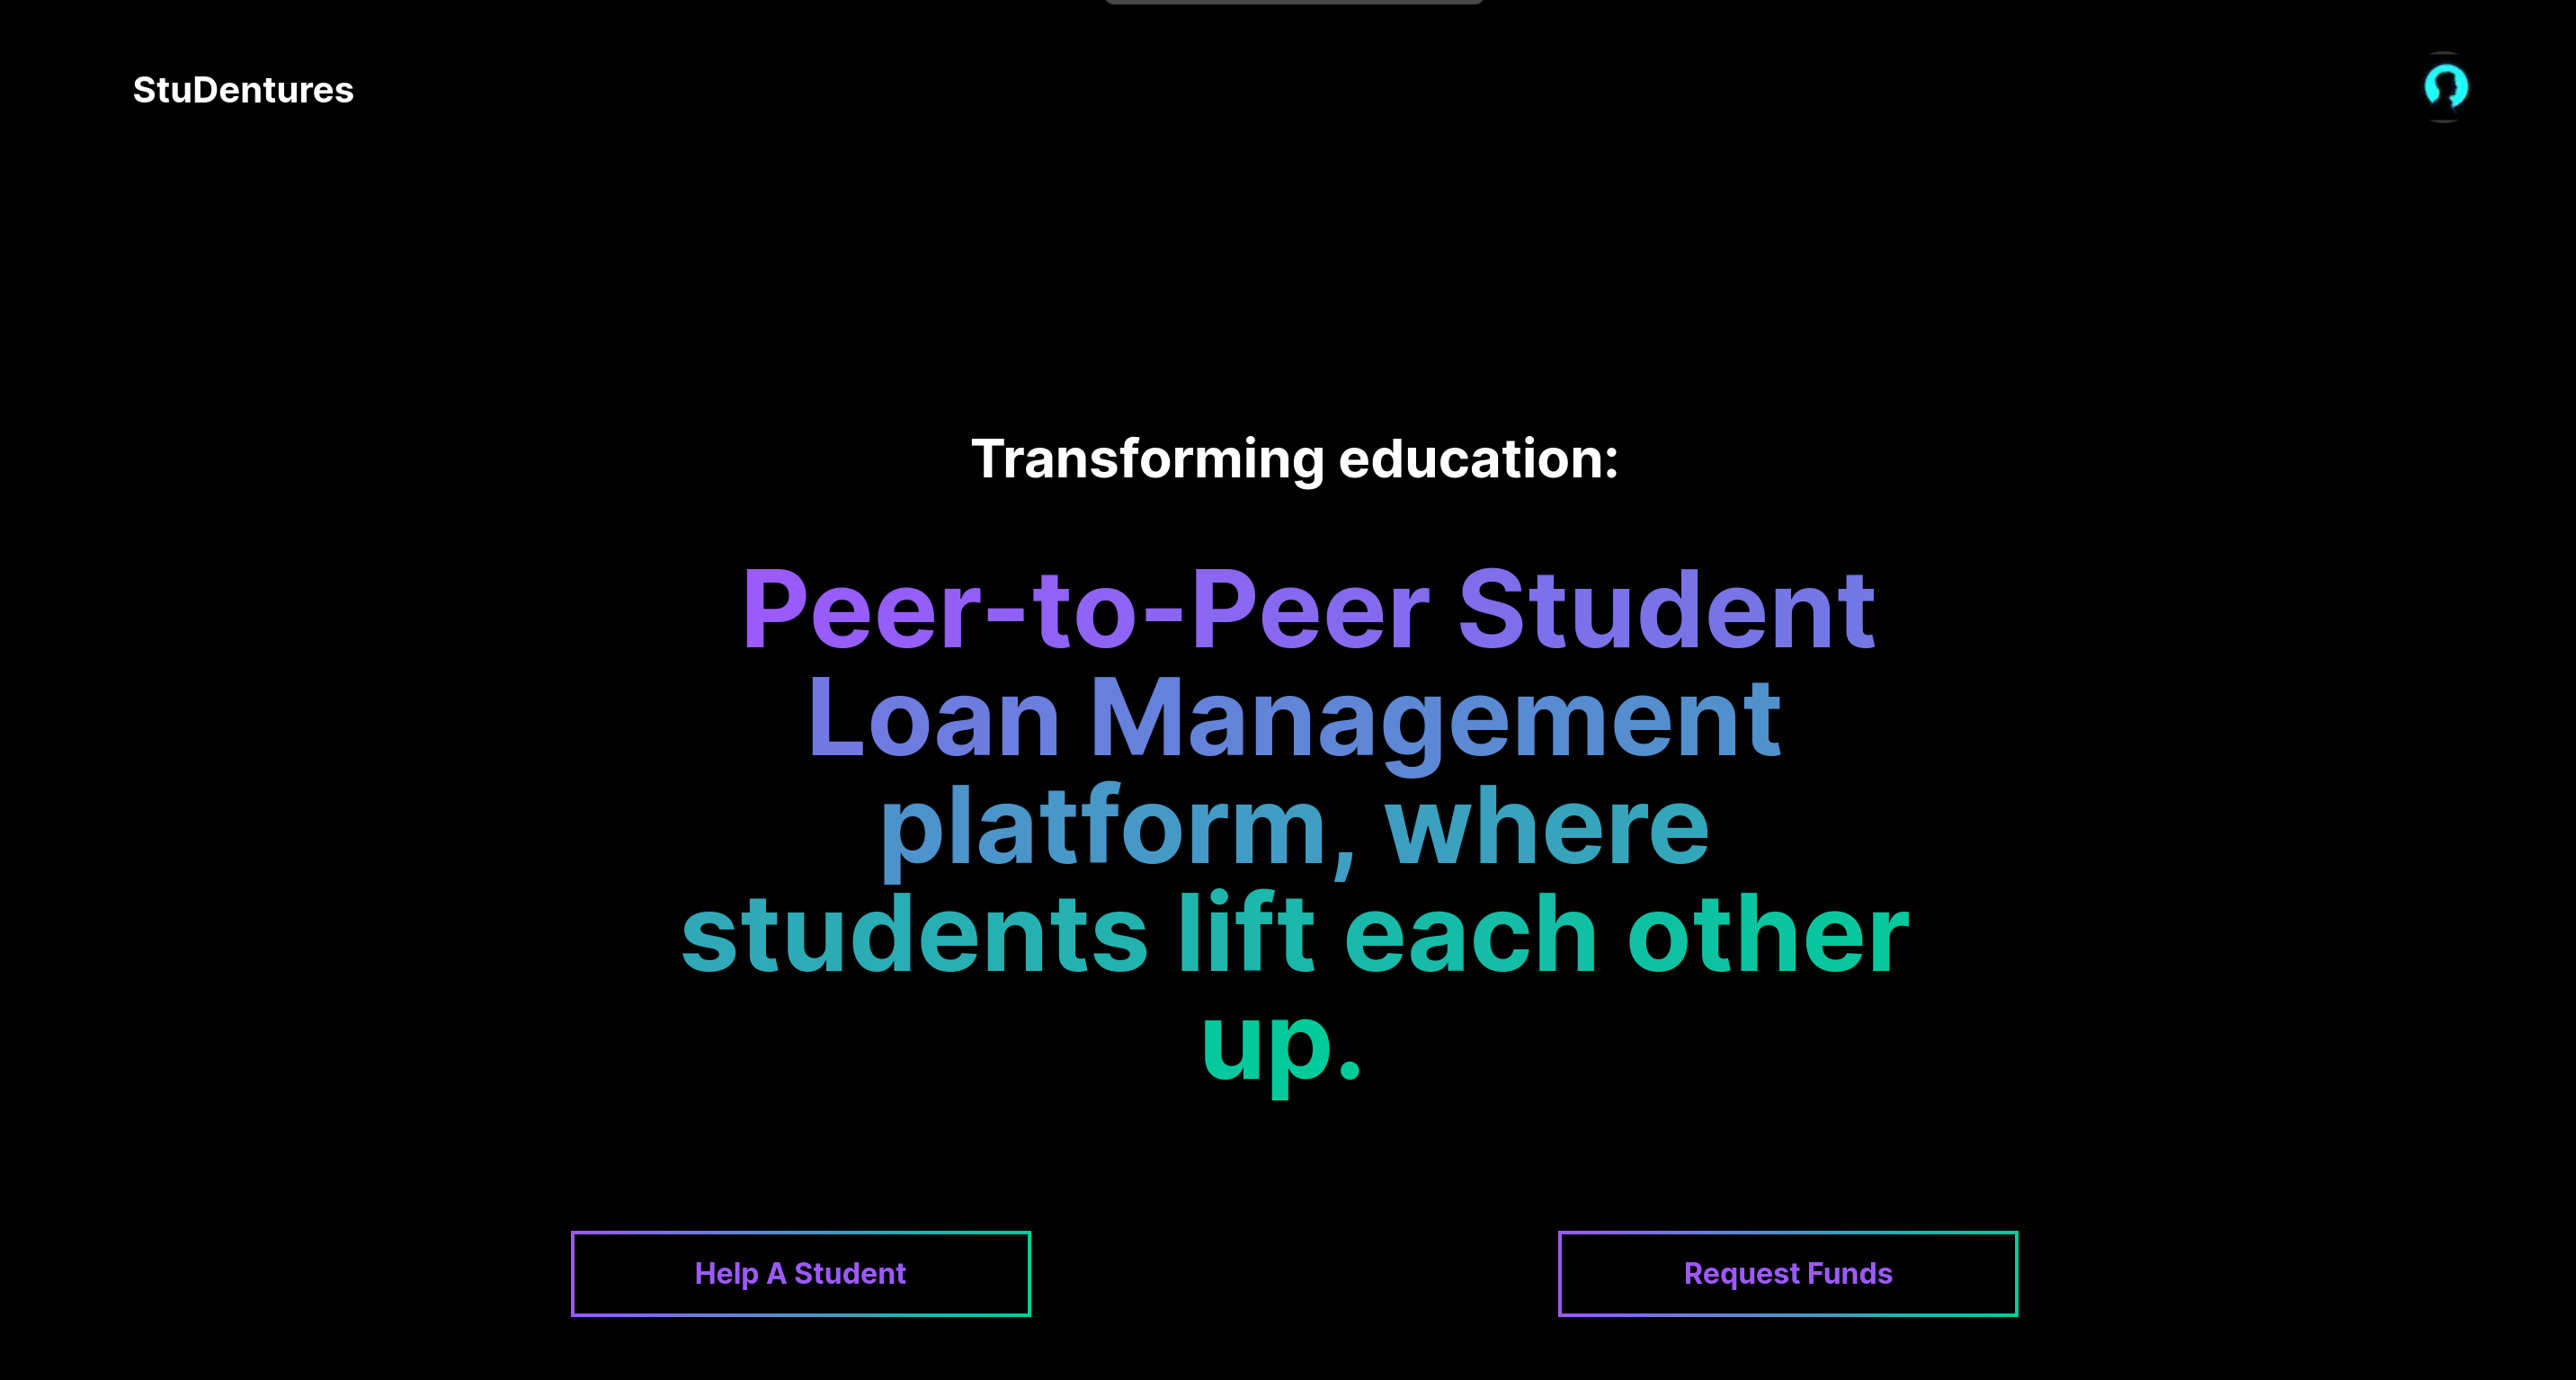 StuDentures
Transforming education:
Peer-to-Peer Student
Loan Management
platform, where
students lift each other
up.
Help A Student
Request Funds